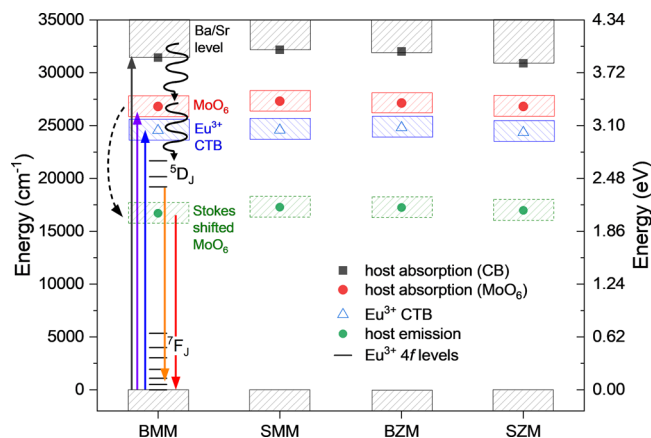 35000
30000
25000
20000
15000
10000
5000
0
Energy (cm⁻¹)
4.34
3.72
3.10
2.48
1.86
1.24
0.62
0.00
Energy (eV)
Ba/Sr
level
MoO₆
Eu³⁺
CTB
⁵D_J
Stokes
shifted
MoO₆
⁷F_J
host absorption (CB)
host absorption (MoO₆)
Eu³⁺ CTB
host emission
Eu³⁺ 4f levels
BMM SMM BZM SZM